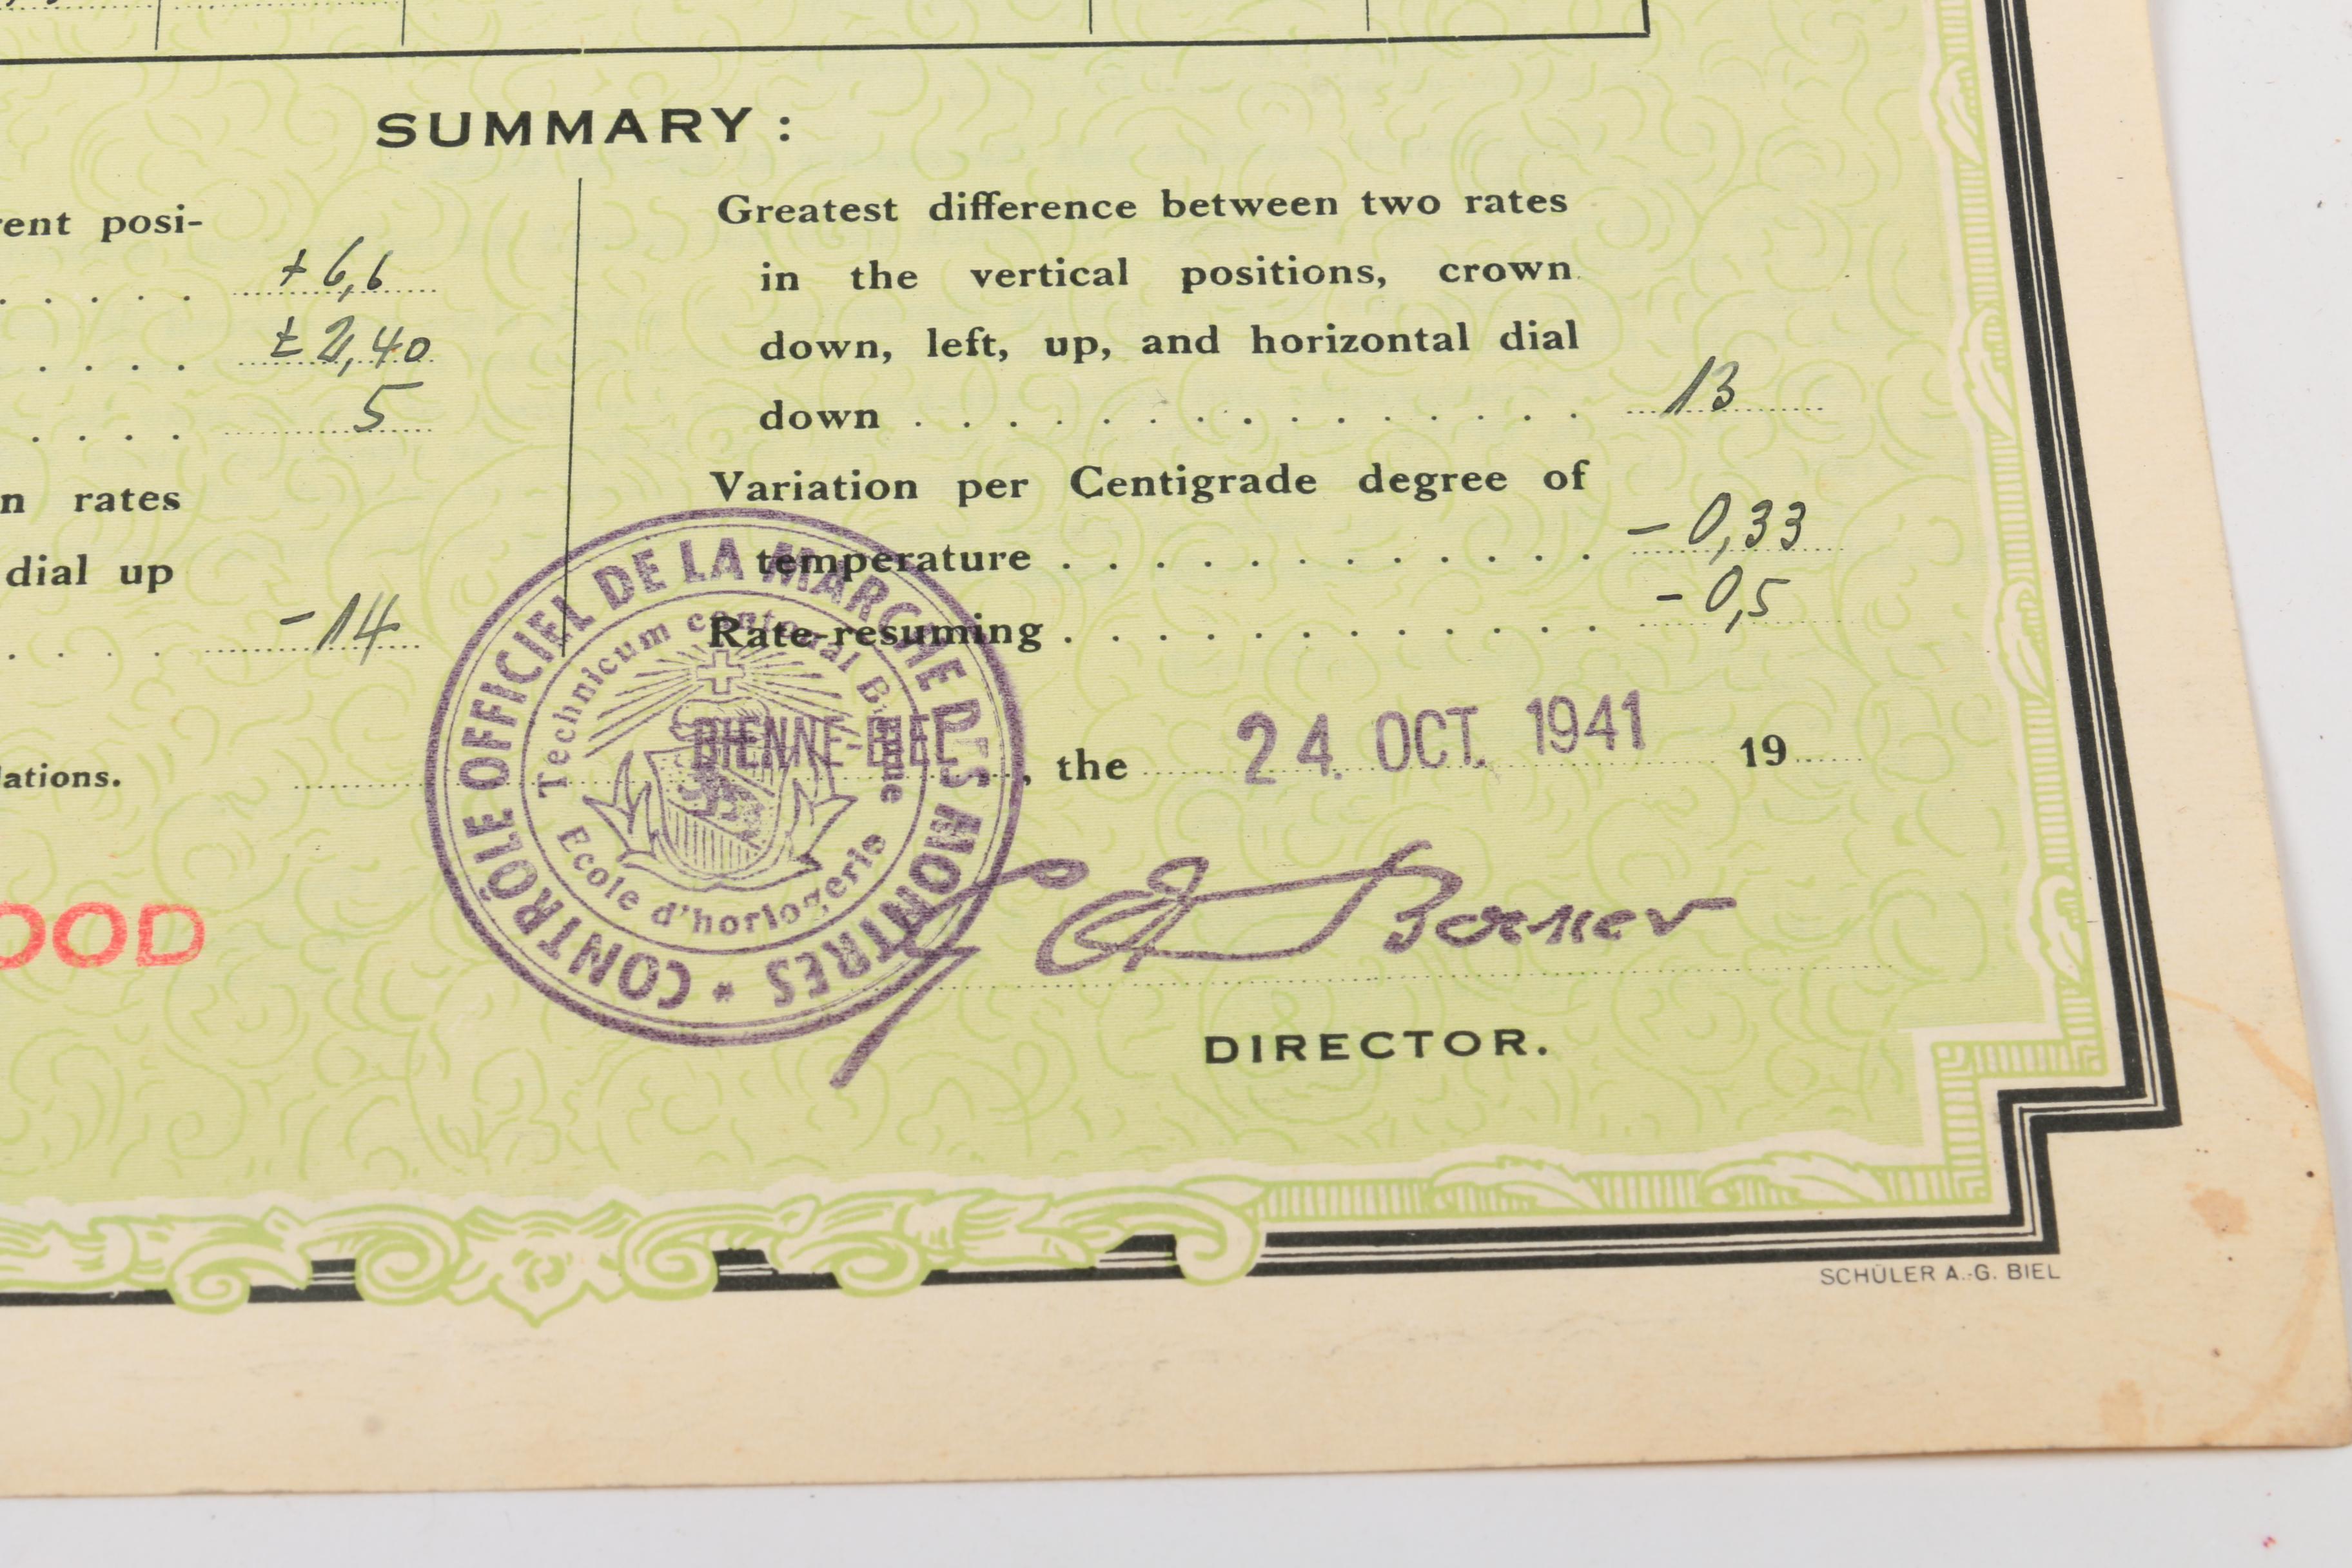 SUMMARY :
rent posi-
+ 6,6
± 2,40
5
n rates
dial up
- 14
Greatest difference between two rates
in the vertical positions, crown
down, left, up, and horizontal dial
down 13
Variation per Centigrade degree of
temperature - 0,33
Rate-resuming - 0,5
lations.
BIENNE-BIEL, the 24. OCT. 1941 19
CONTRÔLE OFFICIEL DE LA MARCHE DES MONTRES *
Technicum cantonal Bienne
Ecole d'horlogerie
OOD
Borner
DIRECTOR.
SCHÜLER A.-G. BIEL